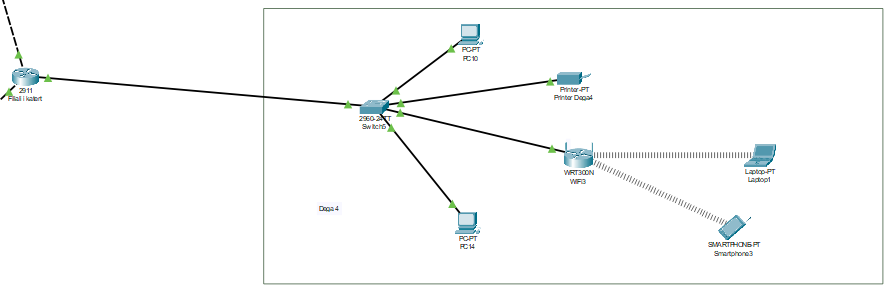 PC-PT
PC10
2911
Filiali i katert
Printer-PT
Printer Dega4
2960-24TT
Switch5
WRT300N
WiFi3
Laptop-PT
Laptop1
Dega 4
PC-PT
PC14
SMARTPHONE-PT
Smartphone3